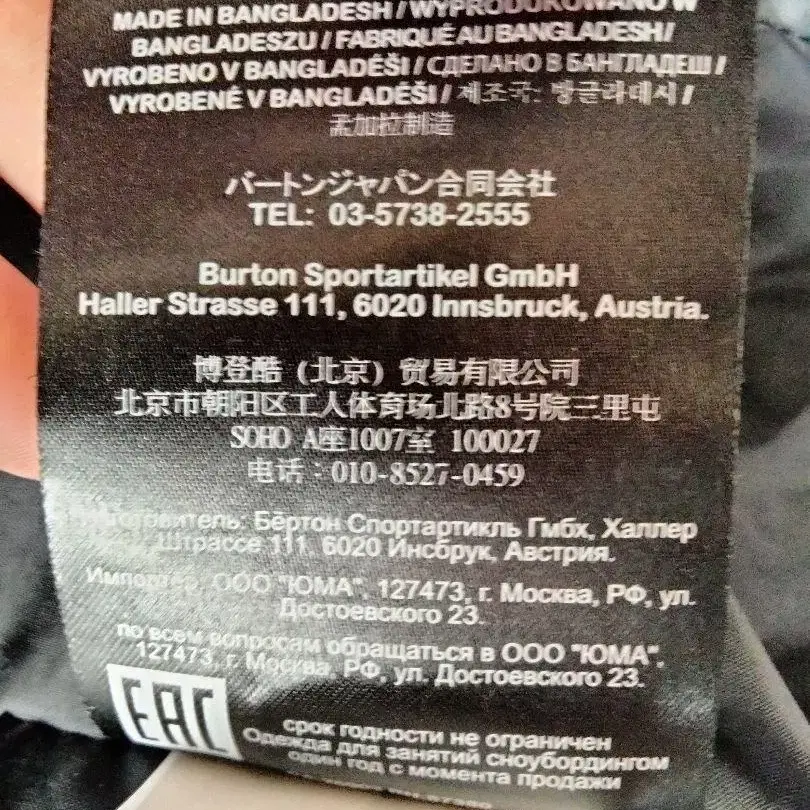 MADE IN BANGLADESH / WYPRODUKOWANO W
BANGLADESZU / FABRIQUÉ AU BANGLADESH /
VYROBENO V BANGLADÉŠI / СДЕЛАНО В БАНГЛАДЕШ /
VYROBENÉ V BANGLADÉŠI / 제조국: 방글라데시 /
孟加拉制造
バートンジャパン合同会社
TEL: 03-5738-2555
Burton Sportartikel GmbH
Haller Strasse 111, 6020 Innsbruck, Austria.
博登酷（北京）贸易有限公司
北京市朝阳区工人体育场北路8号院三里屯
SOHO A座1007室 100027
电话：010-8527-0459
Бёртон Спортартикль Гмбх, Халлер
Штрассе 111, 6020 Инсбрук, Австрия.
ООО "ЮМА", 127473, г. Москва, РФ, ул.
Достоевского 23.
по всем вопросам обращаться в ООО "ЮМА",
127473, г. Москва, РФ, ул. Достоевского 23.
EAC
срок годности не ограничен
Одежда для занятий сноубордингом
один год с момента продажи